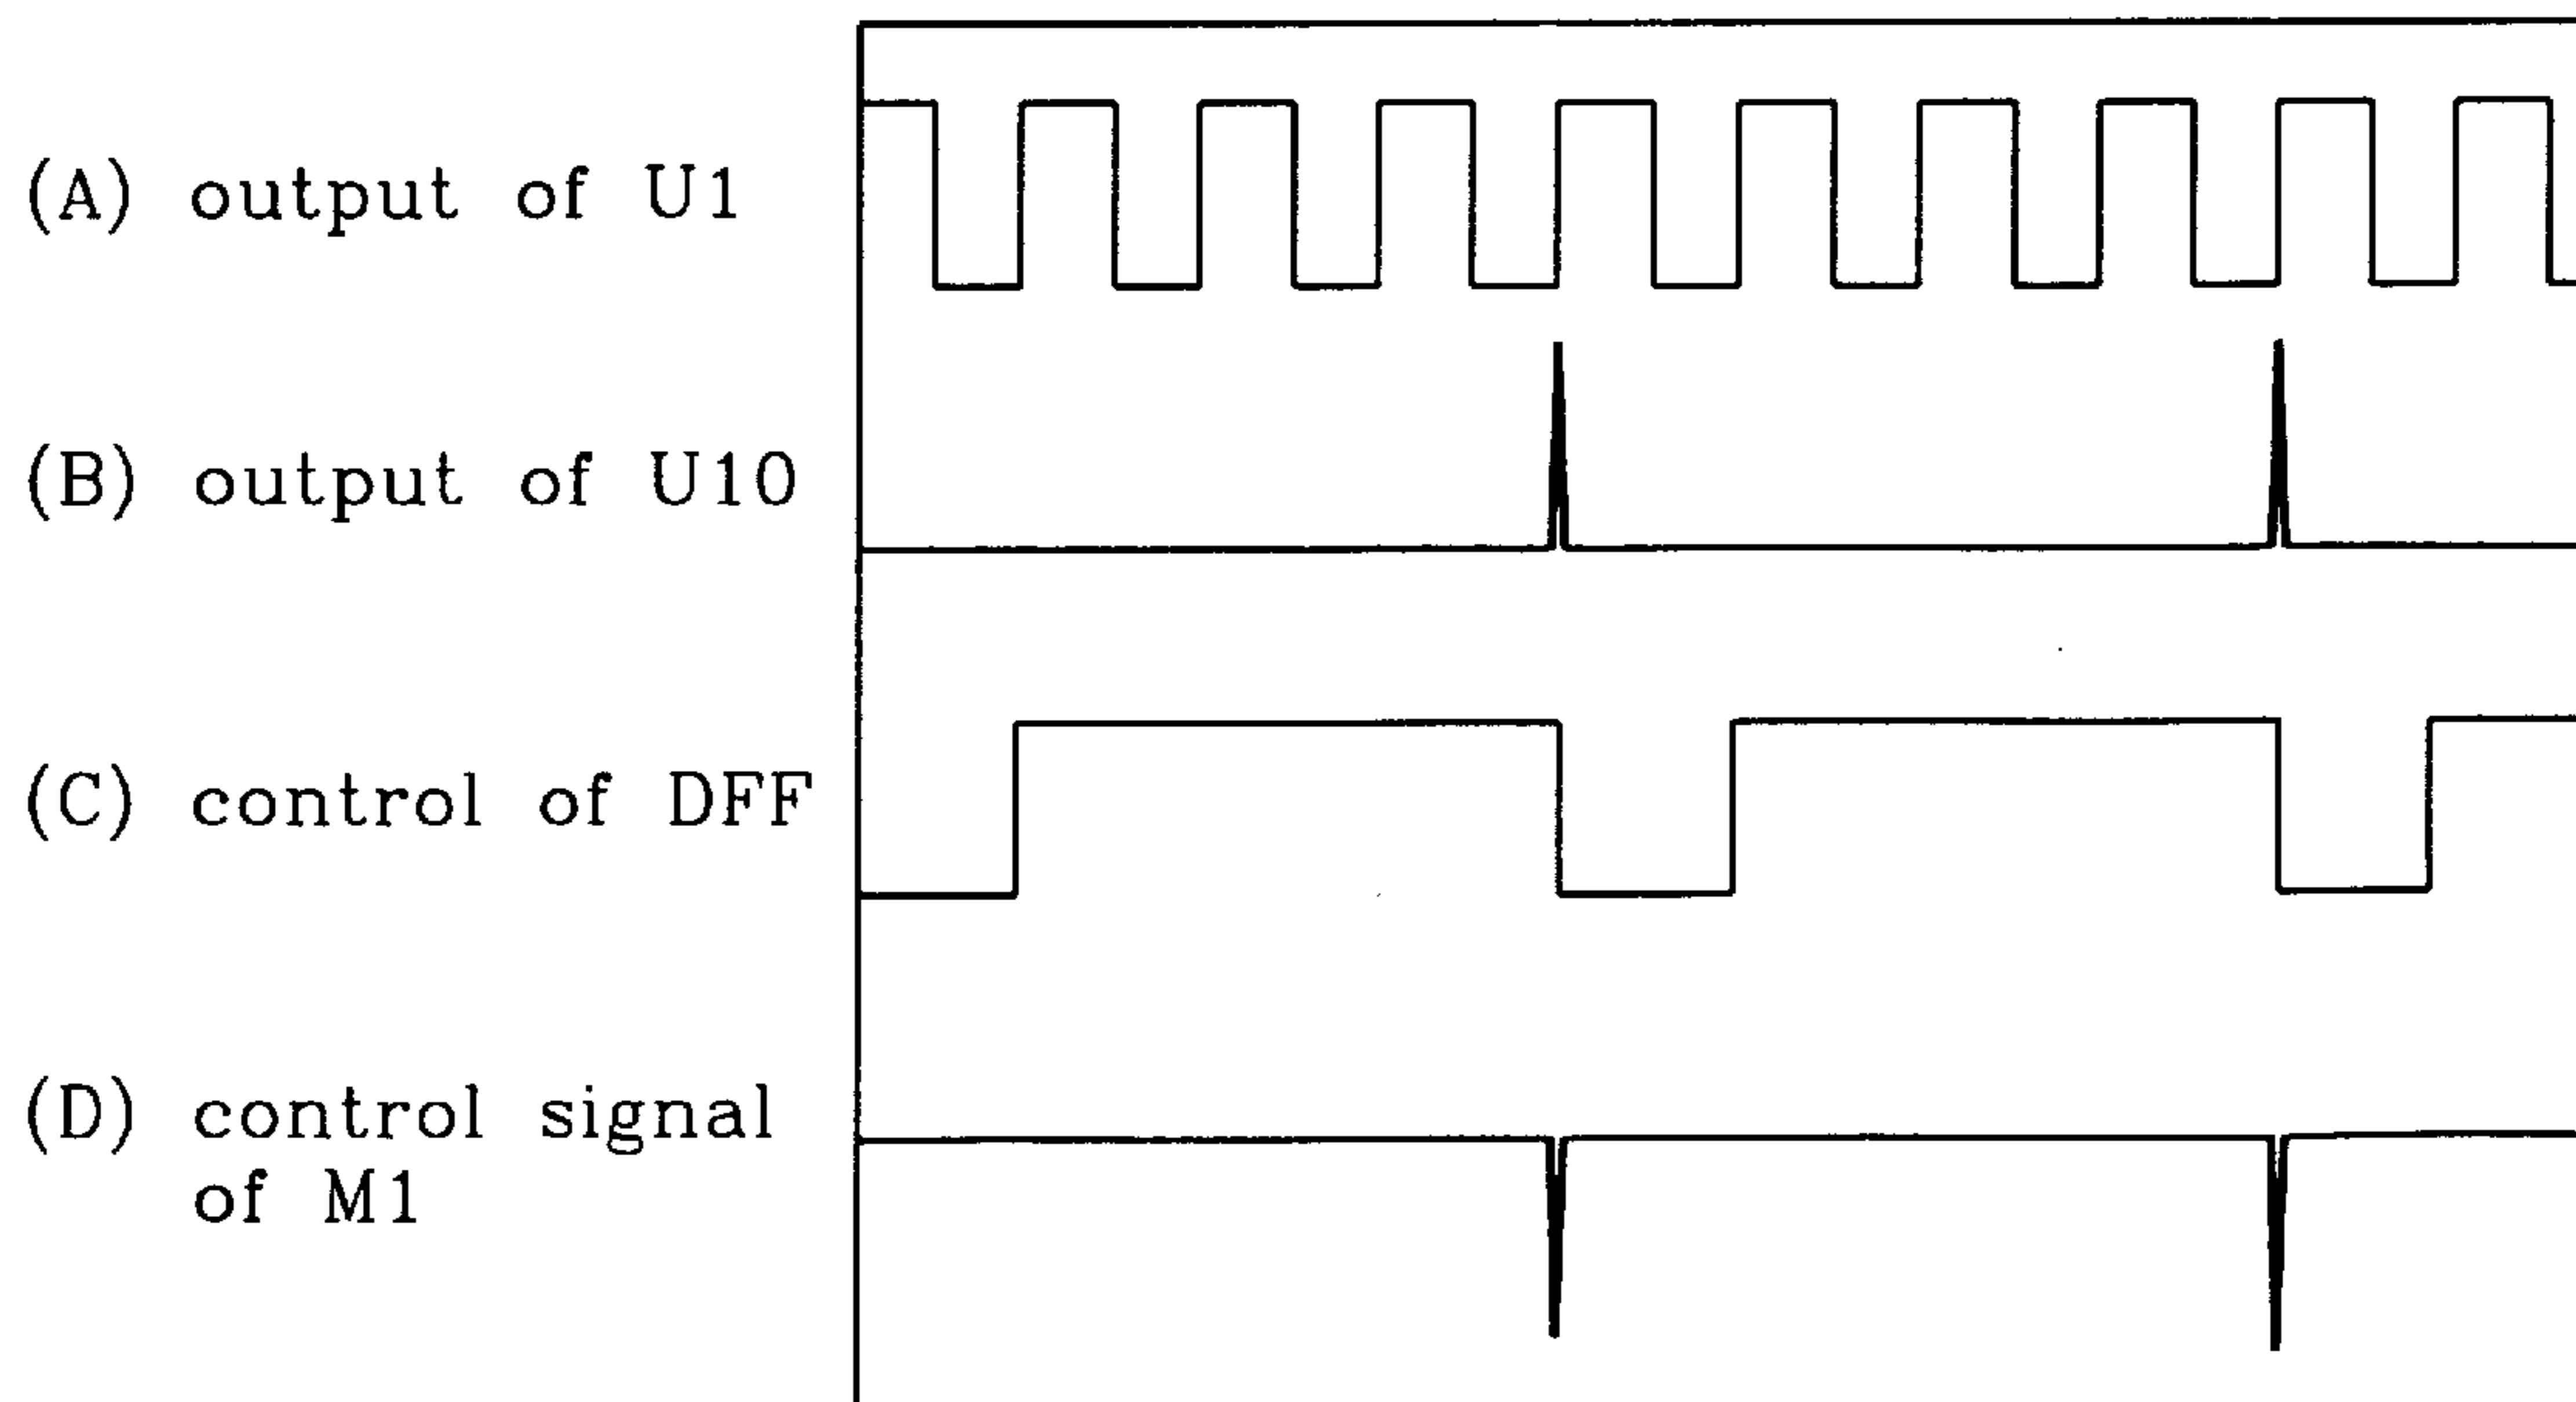 (A) output of U1
(B) output of U10
(C) control of DFF
(D) control signal
of M1